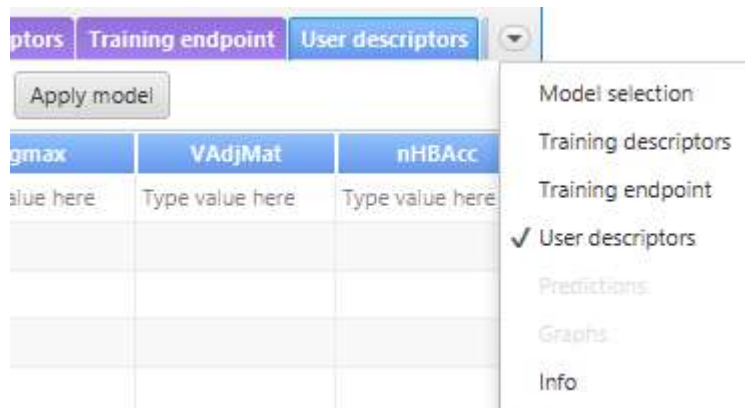 ptors Training endpoint User descriptors
Apply model
gmax VAdjMat nHBAcc
alue here Type value here Type value here
Model selection
Training descriptors
Training endpoint
✓ User descriptors
Predictions
Graphs
Info